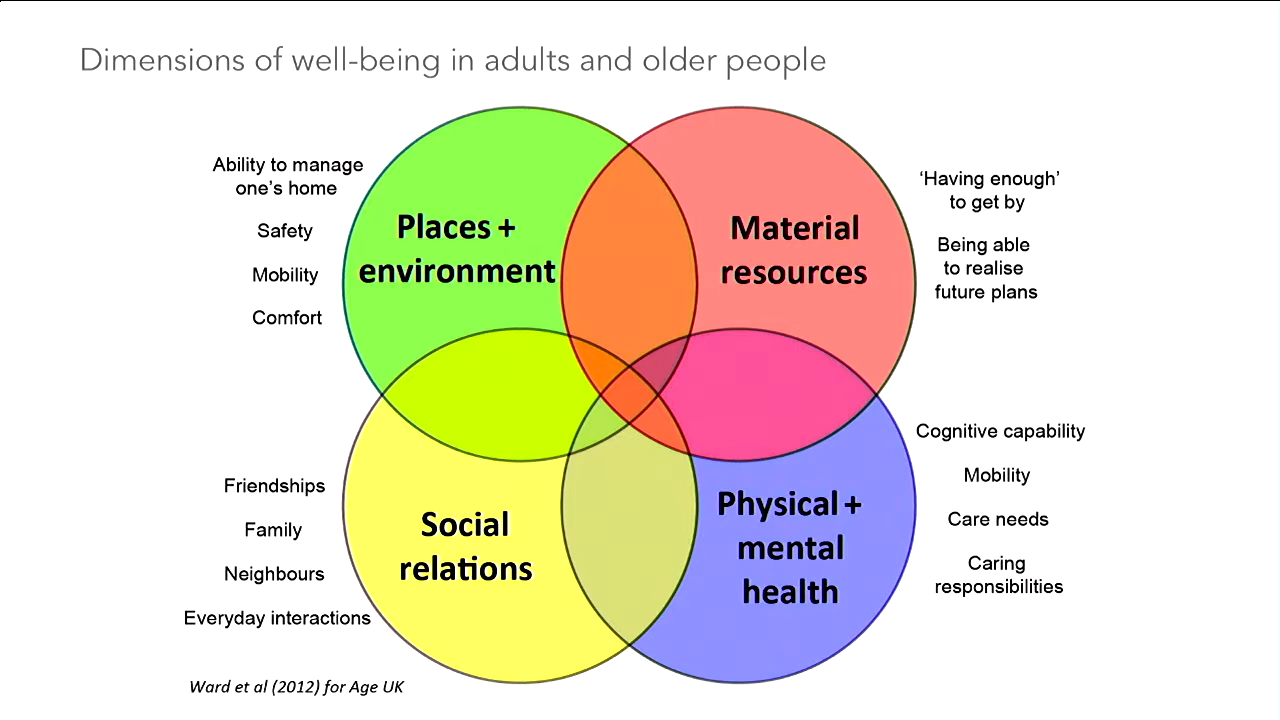 Dimensions of well-being in adults and older people
Ability to manage
one’s home
Safety
Mobility
Comfort
Places +
environment
Material
resources
‘Having enough’
to get by
Being able
to realise
future plans
Friendships
Family
Neighbours
Everyday interactions
Social
relations
Physical +
mental
health
Cognitive capability
Mobility
Care needs
Caring
responsibilities
Ward et al (2012) for Age UK